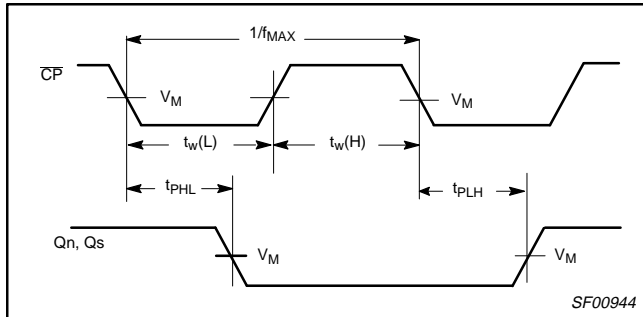 1/fMAX
CP
VM
VM
tw(L)
tw(H)
tPHL
tPLH
Qn, Qs
VM
VM
SF00944